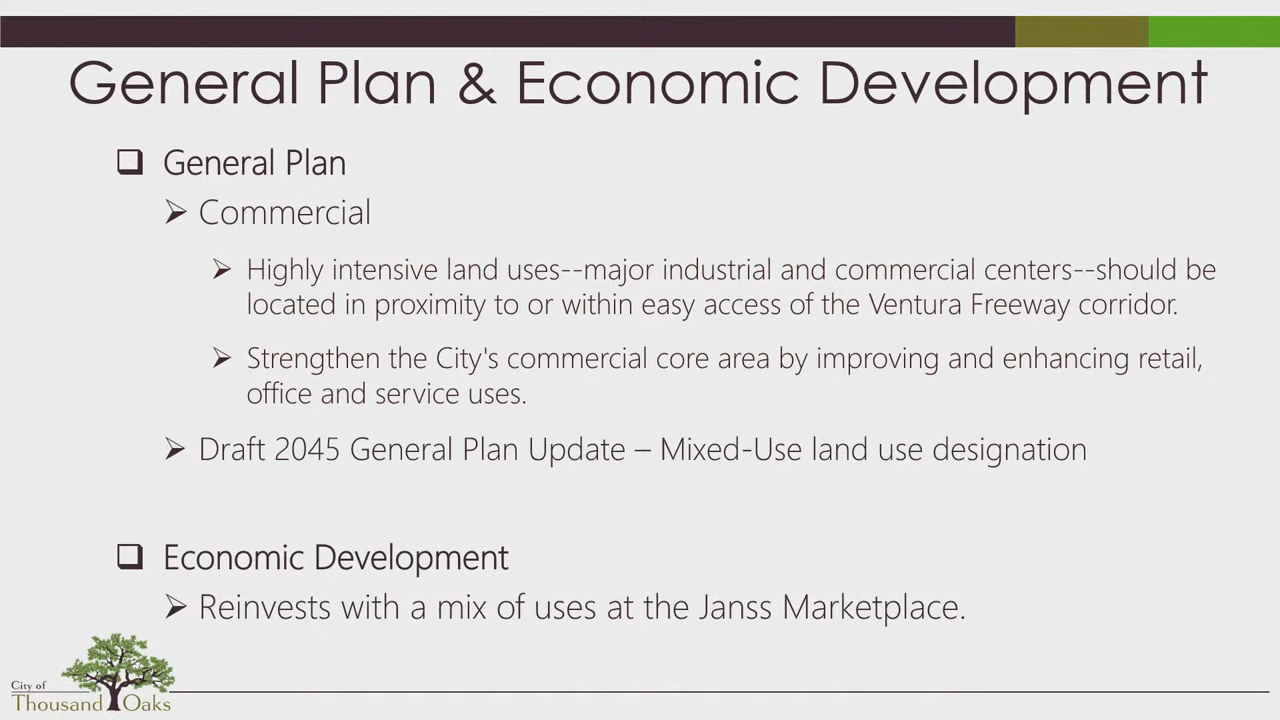 General Plan & Economic Development
General Plan
Commercial
Highly intensive land uses--major industrial and commercial centers--should be
located in proximity to or within easy access of the Ventura Freeway corridor.
Strengthen the City's commercial core area by improving and enhancing retail,
office and service uses.
Draft 2045 General Plan Update – Mixed-Use land use designation
Economic Development
Reinvests with a mix of uses at the Janss Marketplace.
City of
Thousand Oaks